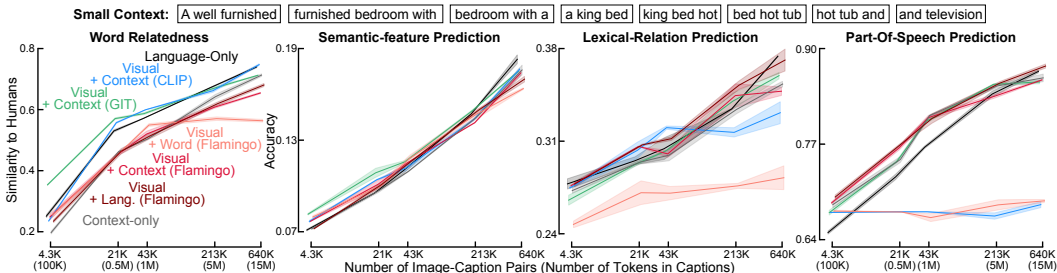 Small Context: A well furnished furnished bedroom with bedroom with a a king bed king bed hot bed hot tub hot tub and and television
Word Relatedness
Similarity to Humans
0.8
0.6
0.4
0.2
Language-Only
Visual
+ Context (CLIP)
Visual
+ Context (GIT)
Visual
+ Word (Flamingo)
Visual
+ Context (Flamingo)
Visual
+ Lang. (Flamingo)
Context-only
4.3K 21K 43K 213K 640K
(100K) (0.5M) (1M) (5M) (15M)
Semantic-feature Prediction
Accuracy
0.19
0.13
0.07
4.3K 21K 43K 213K 640K
Lexical-Relation Prediction
0.38
0.31
0.24
4.3K 21K 43K 213K 640K
Part-Of-Speech Prediction
0.90
0.77
0.64
4.3K 21K 43K 213K 640K
(100K) (0.5M) (1M) (5M) (15M)
Number of Image-Caption Pairs (Number of Tokens in Captions)